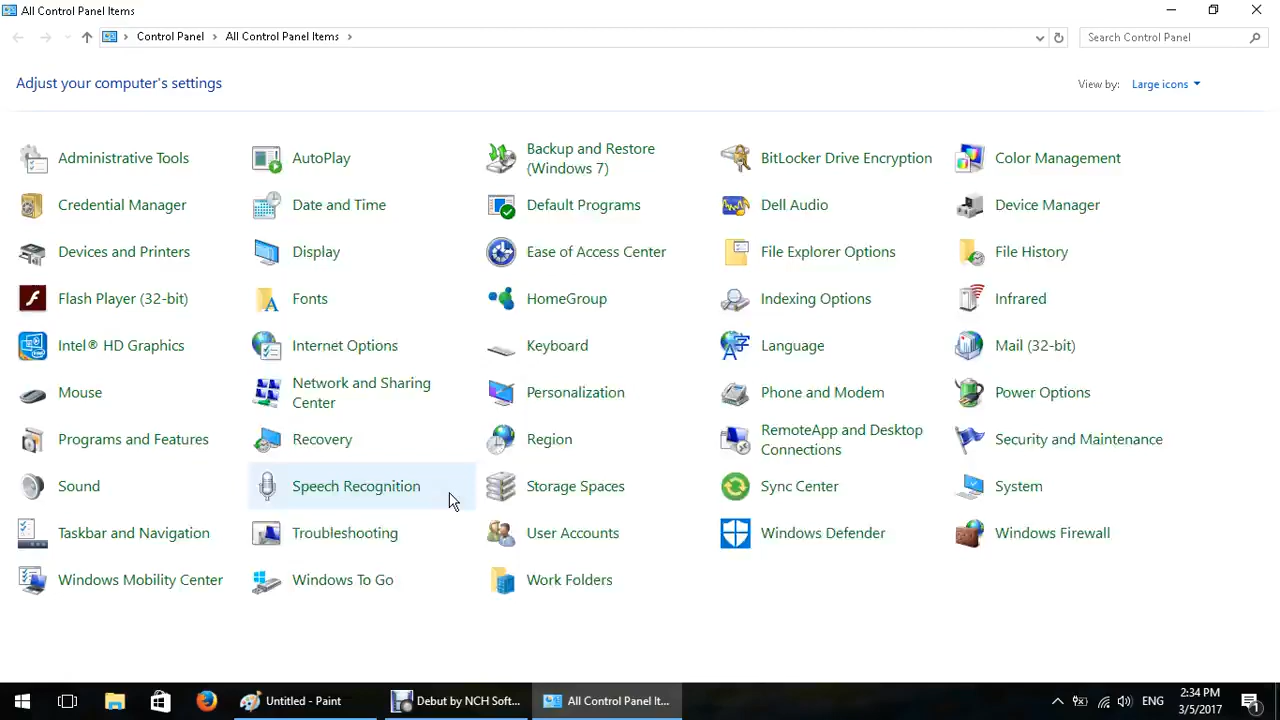 All Control Panel Items
Control Panel
All Control Panel Items
Search Control Panel
Adjust your computer's settings
View by:
Large icons
Administrative Tools
AutoPlay
Backup and Restore
(Windows 7)
BitLocker Drive Encryption
Color Management
Credential Manager
Date and Time
Default Programs
Dell Audio
Device Manager
Devices and Printers
Display
Ease of Access Center
File Explorer Options
File History
Flash Player (32-bit)
Fonts
HomeGroup
Indexing Options
Infrared
Intel® HD Graphics
Internet Options
Keyboard
Language
Mail (32-bit)
Mouse
Network and Sharing
Center
Personalization
Phone and Modem
Power Options
Programs and Features
Recovery
Region
RemoteApp and Desktop
Connections
Security and Maintenance
Sound
Speech Recognition
Storage Spaces
Sync Center
System
Taskbar and Navigation
Troubleshooting
User Accounts
Windows Defender
Windows Firewall
Windows Mobility Center
Windows To Go
Work Folders
Untitled - Paint
Debut by NCH Soft...
All Control Panel It...
ENG
2:34 PM
3/5/2017
1